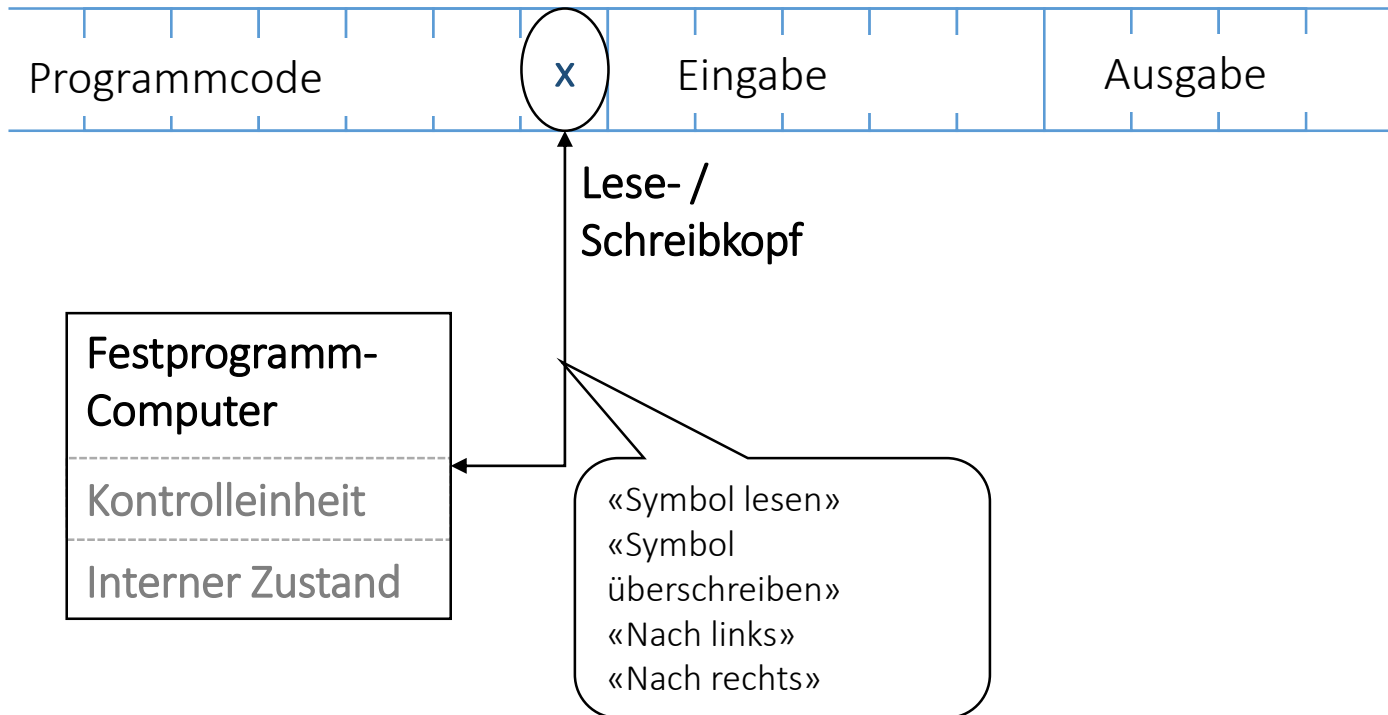 Programmcode x Eingabe Ausgabe
Lese- /
Schreibkopf
Festprogramm-
Computer
Kontrolleinheit
Interner Zustand
«Symbol lesen»
«Symbol
überschreiben»
«Nach links»
«Nach rechts»